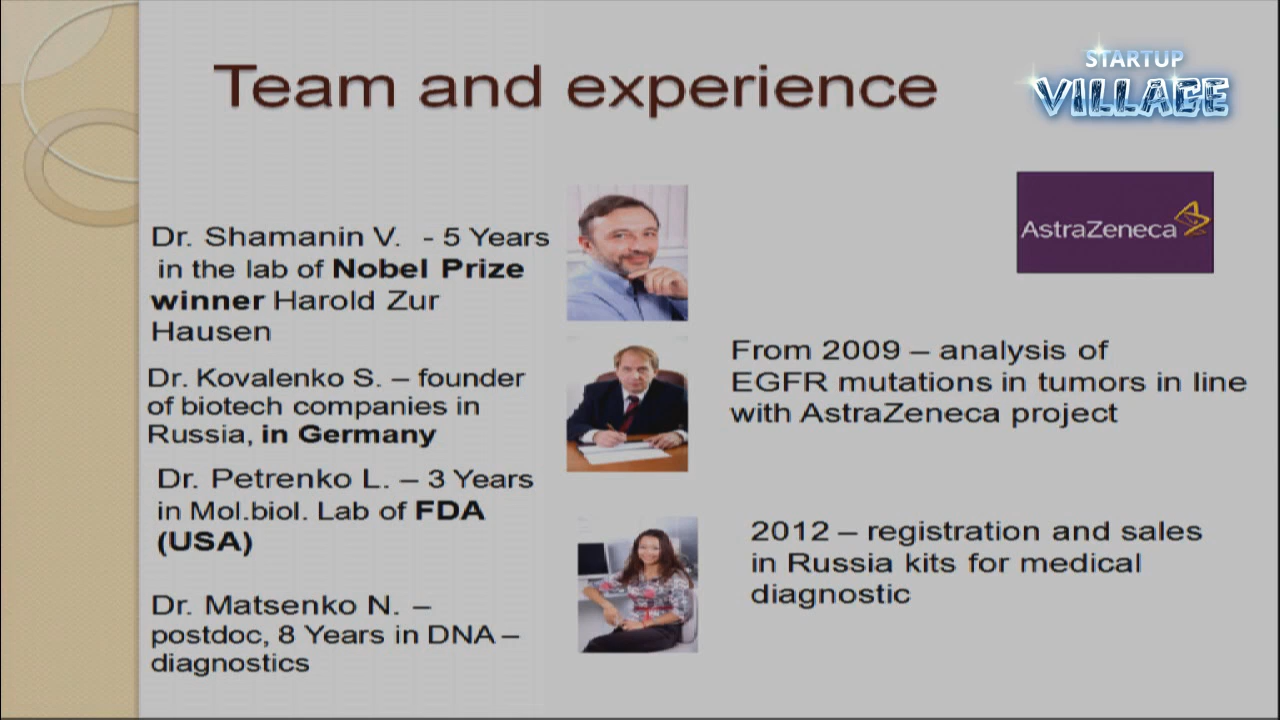 Team and experience
STARTUP
VILLAGE
AstraZeneca
Dr. Shamanin V. - 5 Years
in the lab of Nobel Prize
winner Harold Zur
Hausen
Dr. Kovalenko S. – founder
of biotech companies in
Russia, in Germany
Dr. Petrenko L. – 3 Years
in Mol.biol. Lab of FDA
(USA)
Dr. Matsenko N. –
postdoc, 8 Years in DNA –
diagnostics
From 2009 – analysis of
EGFR mutations in tumors in line
with AstraZeneca project
2012 – registration and sales
in Russia kits for medical
diagnostic